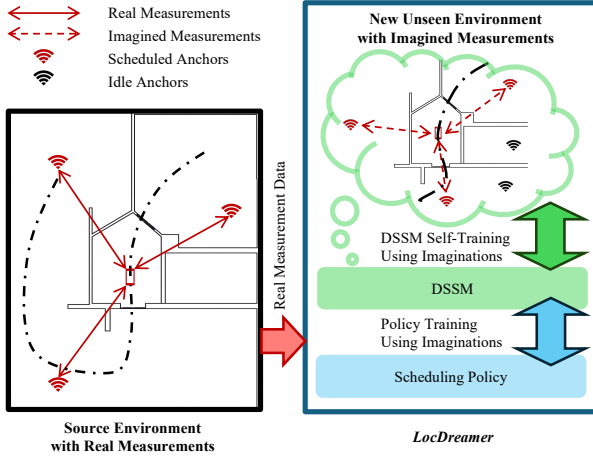 Real Measurements
Imagined Measurements
Scheduled Anchors
Idle Anchors
Source Environment
with Real Measurements
Real Measurement Data
New Unseen Environment
with Imagined Measurements
DSSM Self-Training
Using Imaginations
DSSM
Policy Training
Using Imaginations
Scheduling Policy
LocDreamer